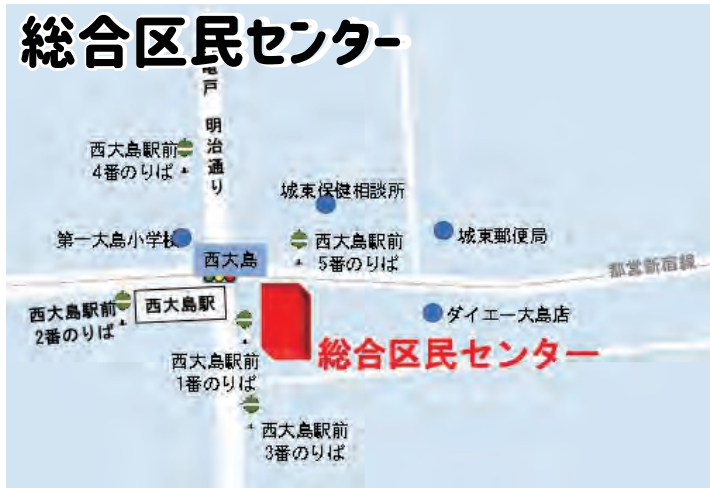 総合区民センター
亀戸 明治通り
西大島駅前
4番のりば
城東保健相談所
第一大島小学校
西大島駅前
5番のりば
城東郵便局
西大島
都営新宿線
西大島駅前
2番のりば
西大島駅
ダイエー大島店
総合区民センター
西大島駅前
1番のりば
西大島駅前
3番のりば